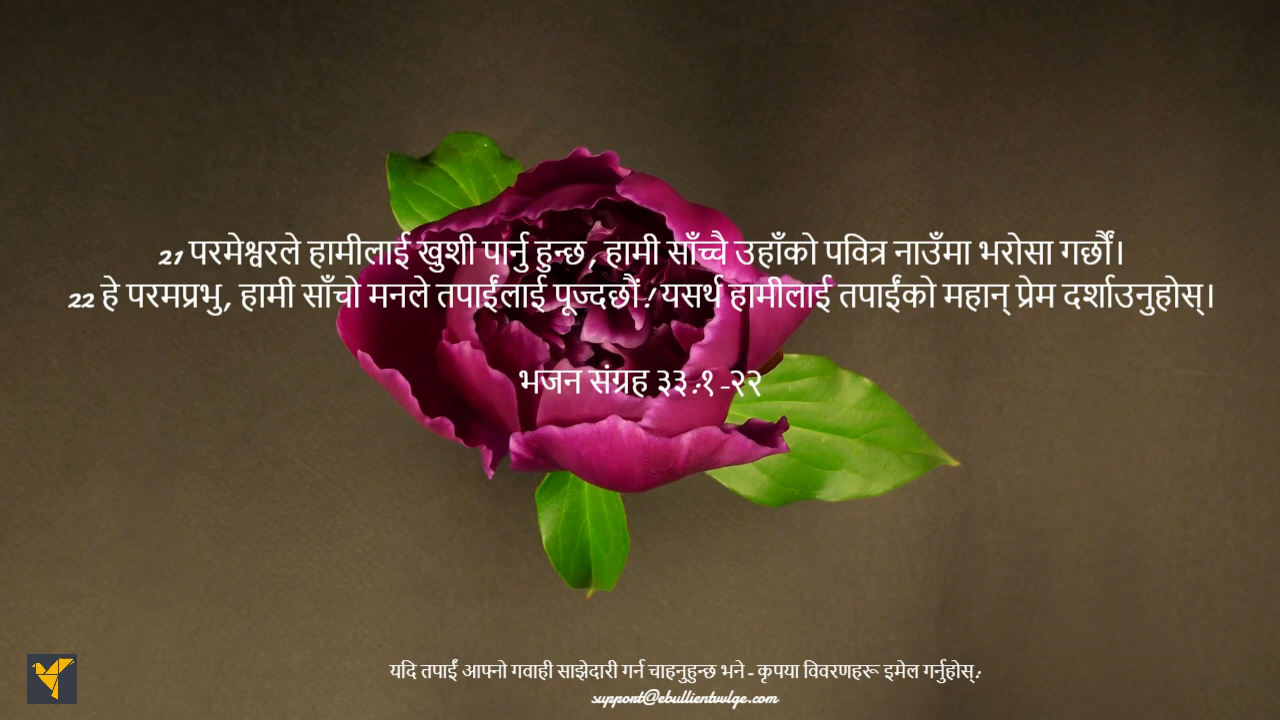 21 परमेश्वरले हामीलाई खुशी पार्नु हुन्छ, हामी साँच्चै उहाँको पवित्र नाउँमा भरोसा गर्छौं।
22 हे परमप्रभु, हामी साँचो मनले तपाईंलाई पूज्दछौं! यसर्थ हामीलाई तपाईंको महान् प्रेम दर्शाउनुहोस्।
भजन संग्रह ३३:१-२२
यदि तपाईं आफ्नो गवाही साझेदारी गर्न चाहनुहुन्छ भने - कृपया विवरणहरू इमेल गर्नुहोस्:
support@ebullientwlge.com